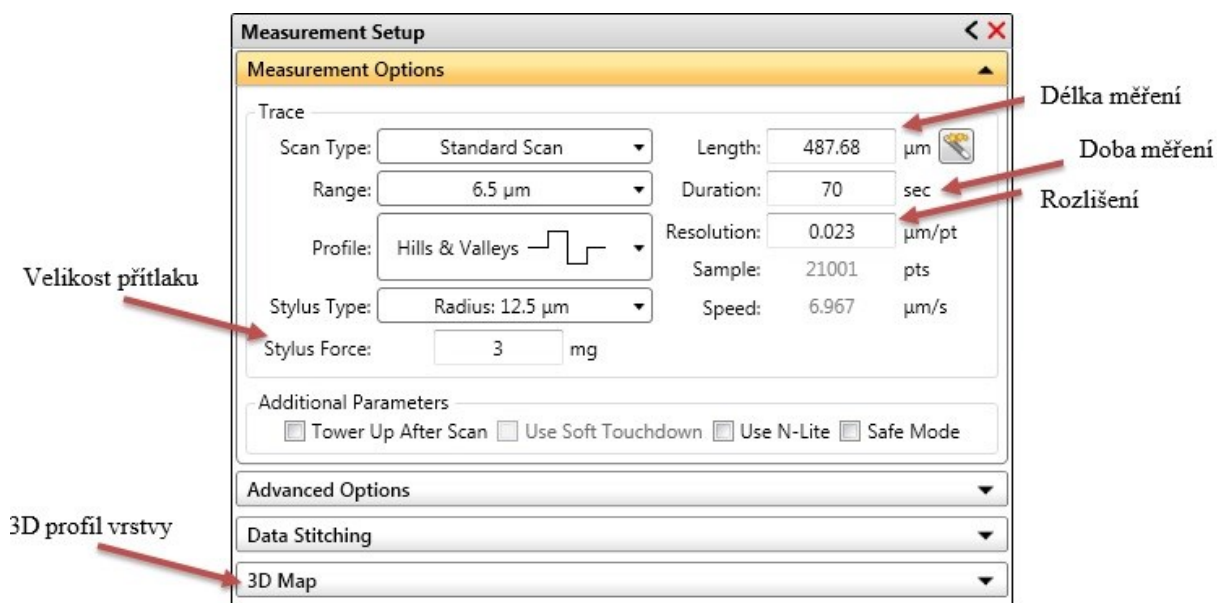 Measurement Setup
Measurement Options
Délka měření
Trace
Scan Type: Standard Scan Length: 487.68 µm
Doba měření
Range: 6.5 µm Duration: 70 sec
Rozlišení
Profile: Hills & Valleys Resolution: 0.023 µm/pt
Sample: 21001 pts
Velikost přítlaku
Stylus Type: Radius: 12.5 µm Speed: 6.967 µm/s
Stylus Force: 3 mg
Additional Parameters
Tower Up After Scan Use Soft Touchdown Use N-Lite Safe Mode
Advanced Options
3D profil vrstvy
Data Stitching
3D Map